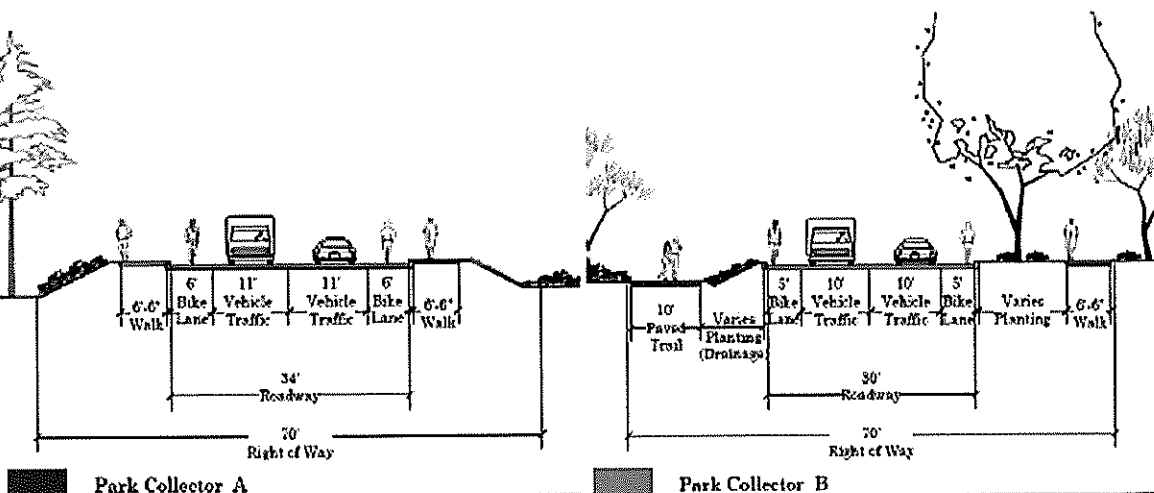 6'
Bike
Lane
11'
Vehicle
Traffic
11'
Vehicle
Traffic
6'
Bike
Lane
6'.6"
Walk
6'.6"
Walk
34'
Roadway
70'
Right of Way
Park Collector A
10'
Paved
Trail
Varies
Planting
(Drainage)
5'
Bike
Lane
10'
Vehicle
Traffic
10'
Vehicle
Traffic
5'
Bike
Lane
Varies
Planting
6'.6"
Walk
30'
Roadway
70'
Right of Way
Park Collector B